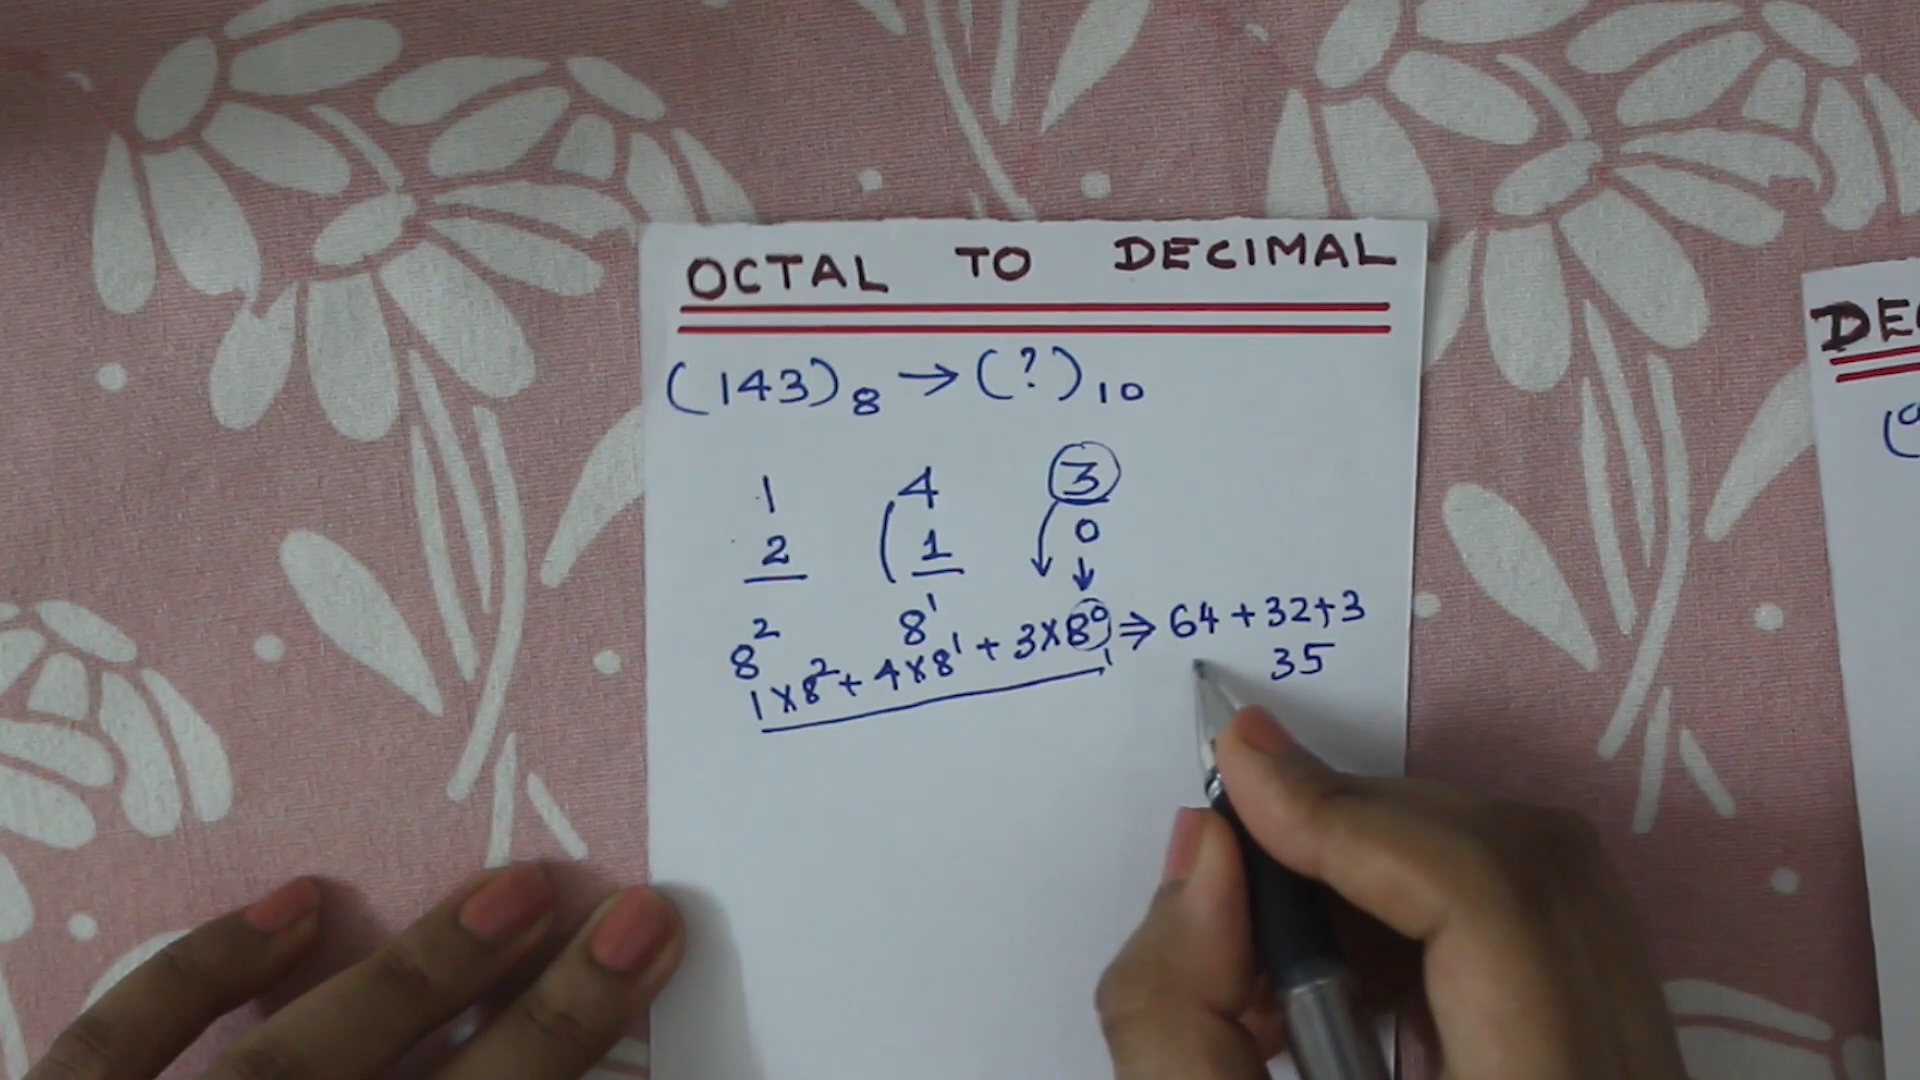 OCTAL TO DECIMAL
(143)₈ → (?)₁₀
1 4 3
2 1 0
8² 8¹
1×8² + 4×8¹ + 3×8⁰ ⇒ 64 + 32 + 3
35
DEC